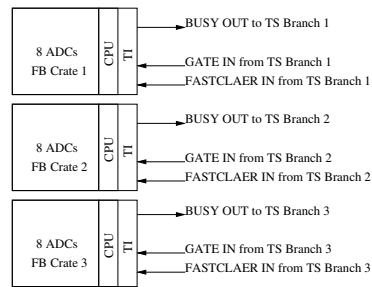 8 ADCs
FB Crate 1
CPU
TI
BUSY OUT to TS Branch 1
GATE IN from TS Branch 1
FASTCLAER IN from TS Branch 1
8 ADCs
FB Crate 2
CPU
TI
BUSY OUT to TS Branch 2
GATE IN from TS Branch 2
FASTCLAER IN from TS Branch 2
8 ADCs
FB Crate 3
CPU
TI
BUSY OUT to TS Branch 3
GATE IN from TS Branch 3
FASTCLAER IN from TS Branch 3